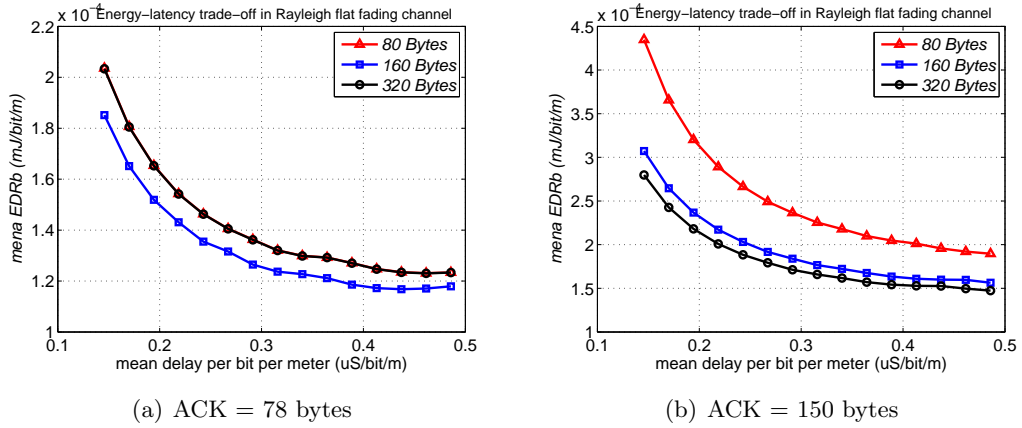 x 10⁻⁴ Energy−latency trade−off in Rayleigh flat fading channel
2.2
2
1.8
1.6
1.4
1.2
1
mena EDRb (mJ/bit/m)
80 Bytes
160 Bytes
320 Bytes
0.1 0.2 0.3 0.4 0.5
mean delay per bit per meter (uS/bit/m)
(a) ACK = 78 bytes
x 10⁻⁴ Energy−latency trade−off in Rayleigh flat fading channel
4.5
4
3.5
3
2.5
2
1.5
1
mena EDRb (mJ/bit/m)
80 Bytes
160 Bytes
320 Bytes
0.1 0.2 0.3 0.4 0.5
mean delay per bit per meter (uS/bit/m)
(b) ACK = 150 bytes